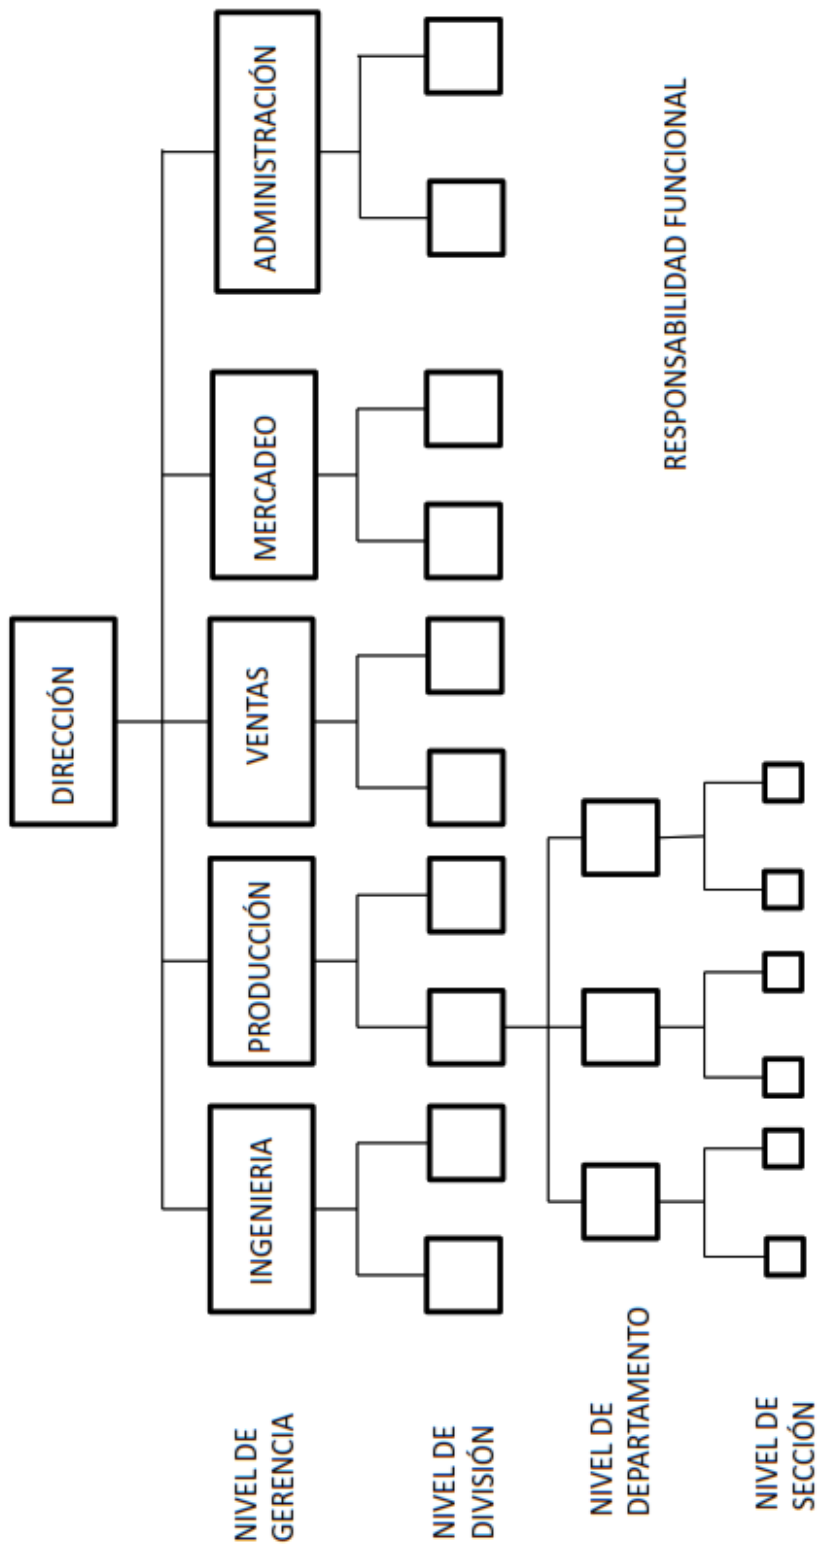 DIRECCIÓN
INGENIERIA
PRODUCCIÓN
VENTAS
MERCADEO
ADMINISTRACIÓN
NIVEL DE
GERENCIA
NIVEL DE
DIVISIÓN
NIVEL DE
DEPARTAMENTO
NIVEL DE
SECCIÓN
RESPONSABILIDAD FUNCIONAL